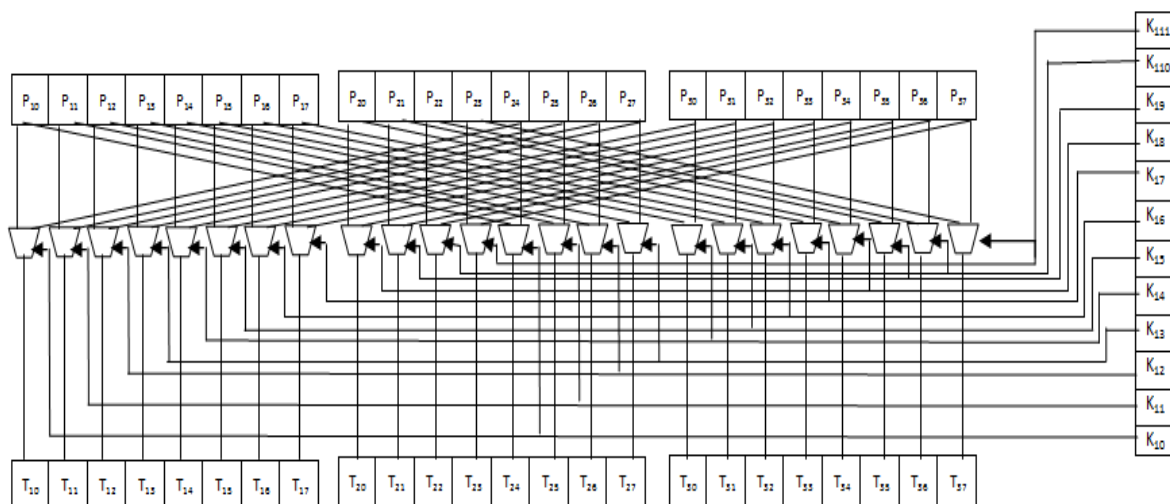 K₁₁₁
K₁₁₀
P₁₀ P₁₁ P₁₂ P₁₃ P₁₄ P₁₅ P₁₆ P₁₇ P₂₀ P₂₁ P₂₂ P₂₃ P₂₄ P₂₅ P₂₆ P₂₇ P₃₀ P₃₁ P₃₂ P₃₃ P₃₄ P₃₅ P₃₆ P₃₇
K₁₉
K₁₈
K₁₇
K₁₆
K₁₅
K₁₄
K₁₃
K₁₂
K₁₁
K₁₀
T₁₀ T₁₁ T₁₂ T₁₃ T₁₄ T₁₅ T₁₆ T₁₇ T₂₀ T₂₁ T₂₂ T₂₃ T₂₄ T₂₅ T₂₆ T₂₇ T₃₀ T₃₁ T₃₂ T₃₃ T₃₄ T₃₅ T₃₆ T₃₇